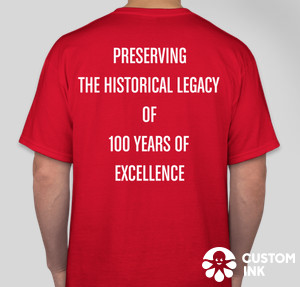 PRESERVING
THE HISTORICAL LEGACY
OF
100 YEARS OF
EXCELLENCE
CUSTOM
INK